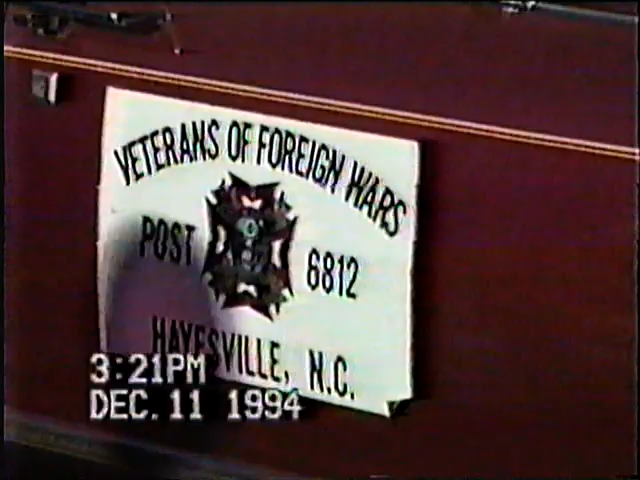 VETERANS OF FOREIGN WARS
POST 6812
HAYESVILLE, N.C.
3:21PM
DEC. 11 1994